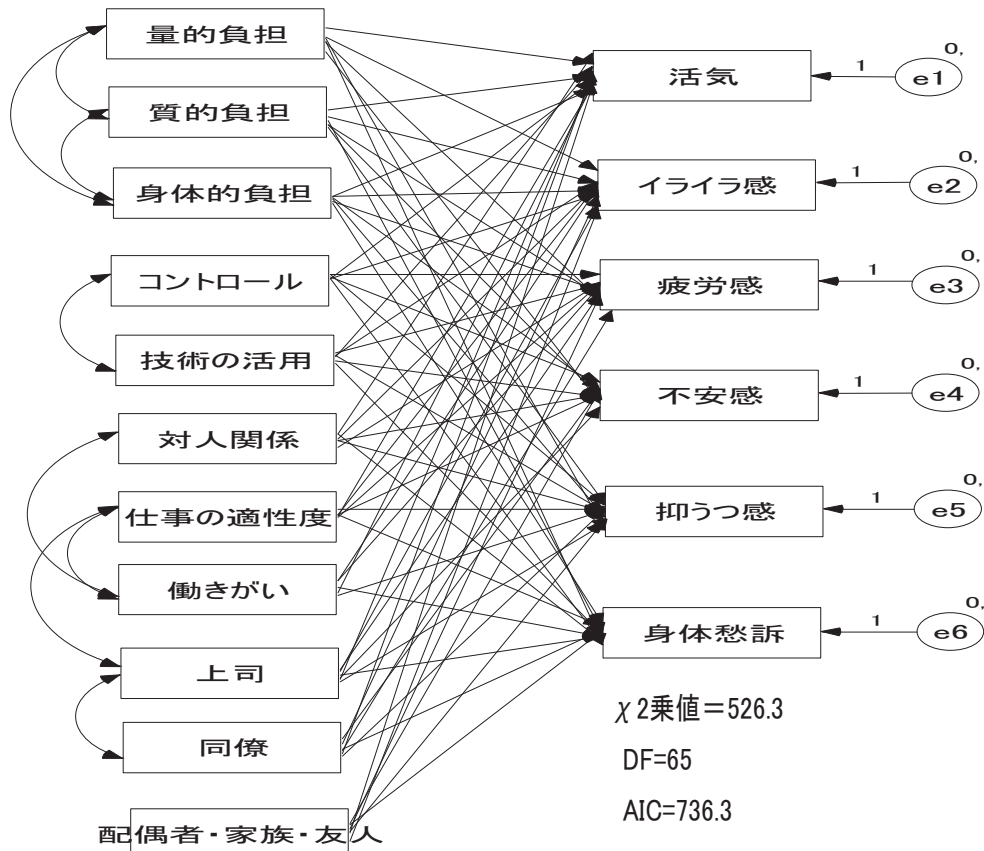 量的負担
質的負担
身体的負担
コントロール
技術の活用
対人関係
仕事の適性度
働きがい
上司
同僚
配偶者・家族・友人
活気
1
0,
e1
イライラ感
1
0,
e2
疲労感
1
0,
e3
不安感
1
0,
e4
抑うつ感
1
0,
e5
身体愁訴
1
0,
e6
χ2乗値＝526.3
DF=65
AIC=736.3